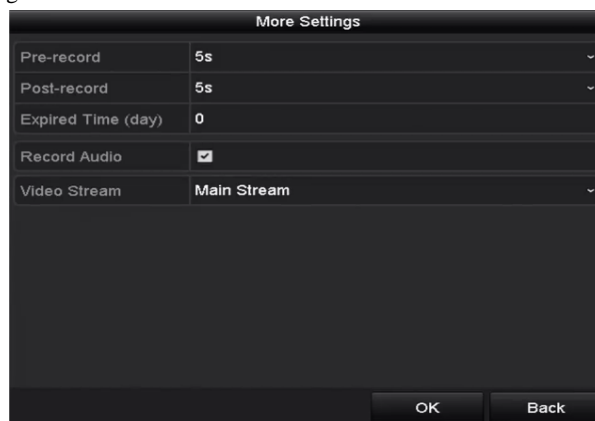 More Settings
Pre-record 5s
Post-record 5s
Expired Time (day) 0
Record Audio
Video Stream Main Stream
OK Back